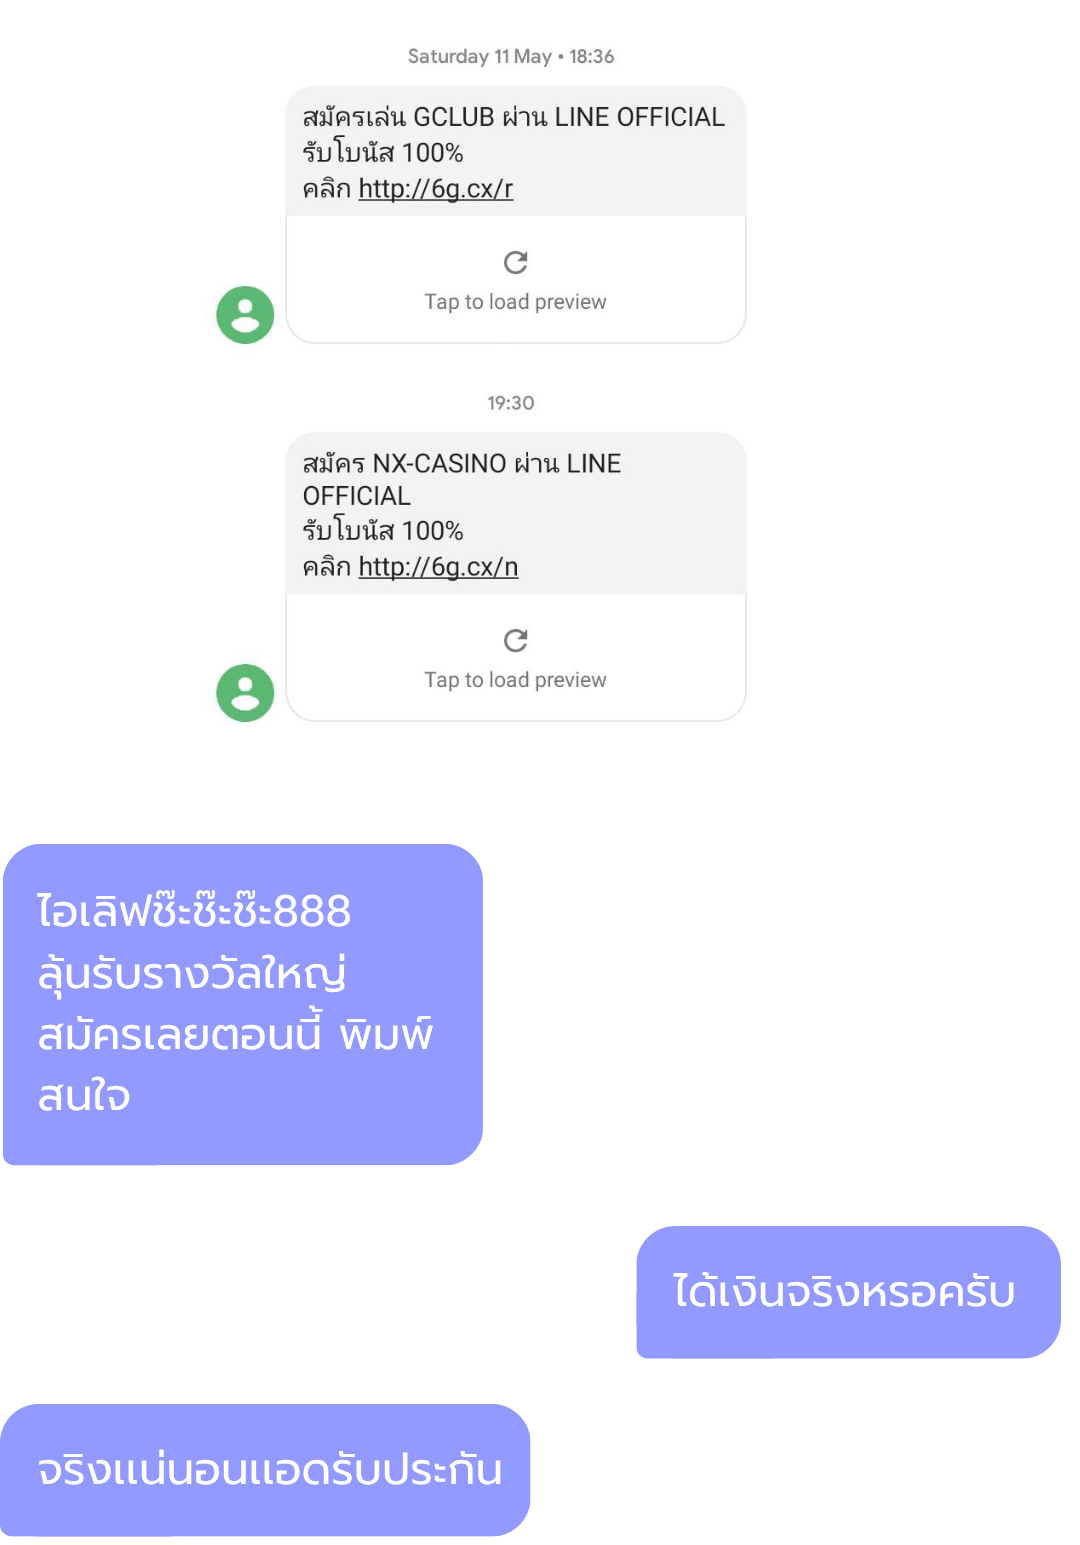 Saturday 11 May • 18:36
สมัครเล่น GCLUB ผ่าน LINE OFFICIAL
รับโบนัส 100%
คลิก http://6g.cx/r
Tap to load preview
19:30
สมัคร NX-CASINO ผ่าน LINE
OFFICIAL
รับโบนัส 100%
คลิก http://6g.cx/n
Tap to load preview
ไอเลิฟซี๊ะซี๊ะซี๊ะ888
ลุ้นรับรางวัลใหญ่
สมัครเลยตอนนี้ พิมพ์
สนใจ
ได้เงินจริงหรอครับ
จริงแน่นอนแอดรับประกัน